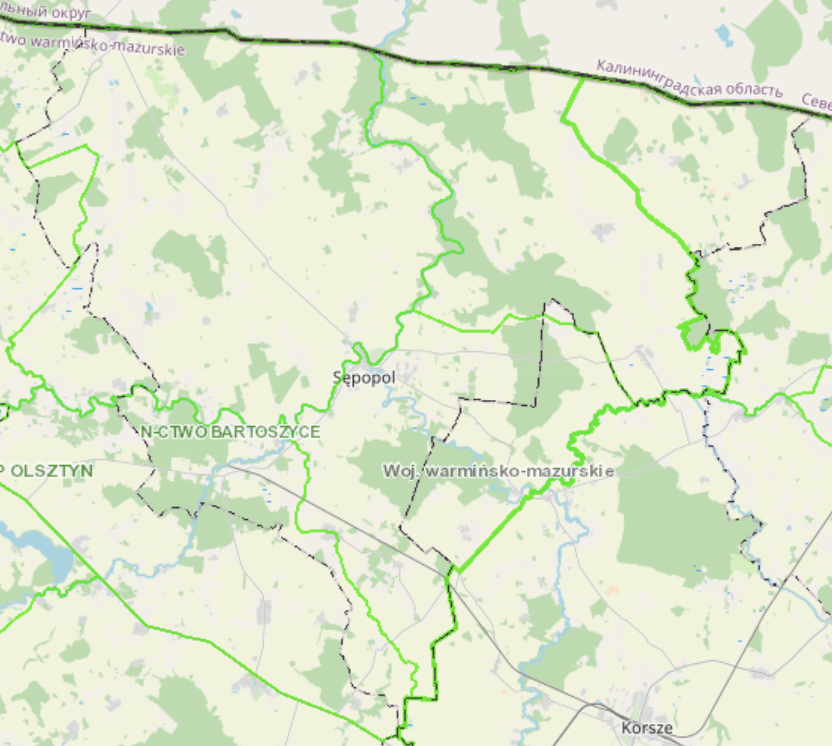 льный округ
two warmińsko-mazurskie
Калининградская область
Севе
Sępopol
N-CTWO BARTOSZYCE
P OLSZTYN
Woj. warmińsko-mazurskie
Korsze